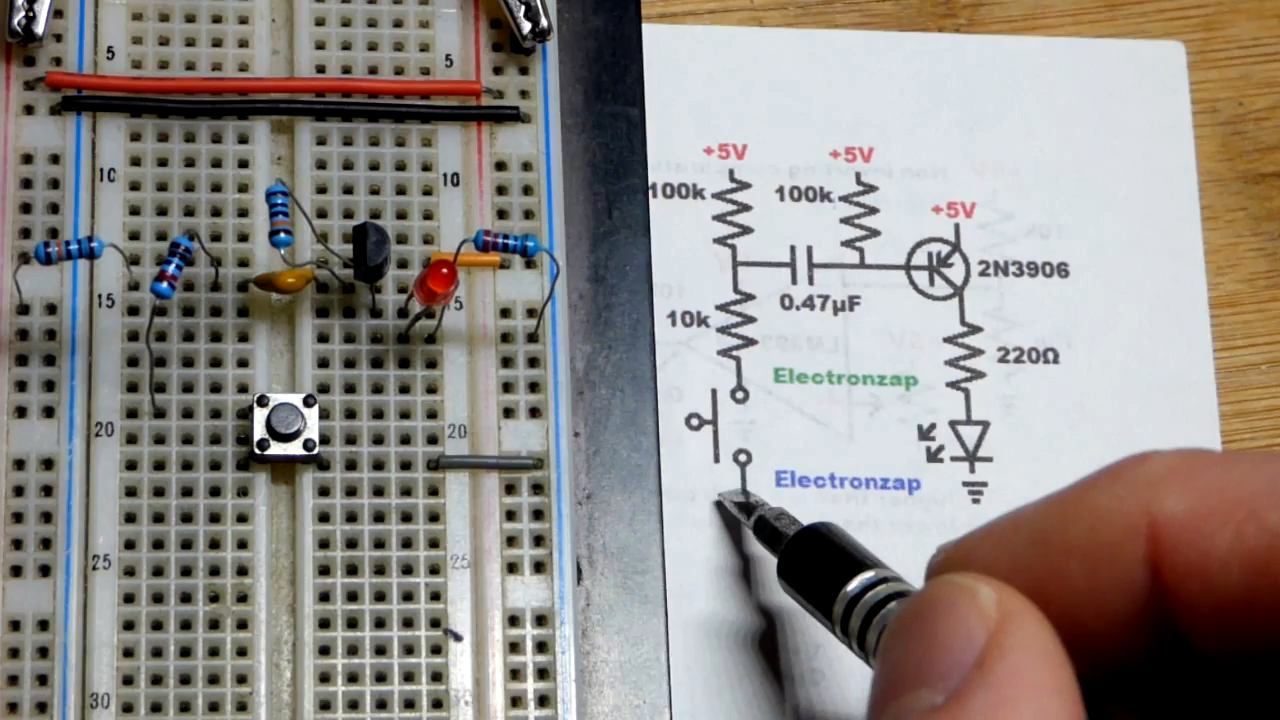 5
5
10
10
15
15
20
20
25
25
30
+5V
+5V
100k
100k
+5V
2N3906
0.47µF
10k
220Ω
Electronzap
Electronzap